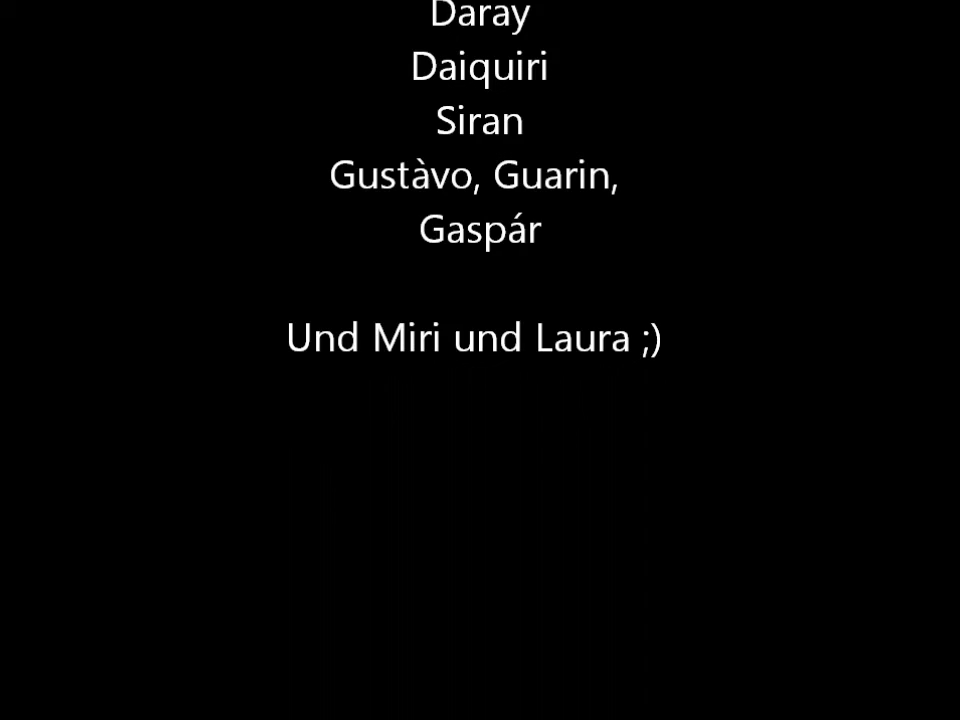 Daray
Daiquiri
Siran
Gustàvo, Guarin,
Gaspár
Und Miri und Laura ;)